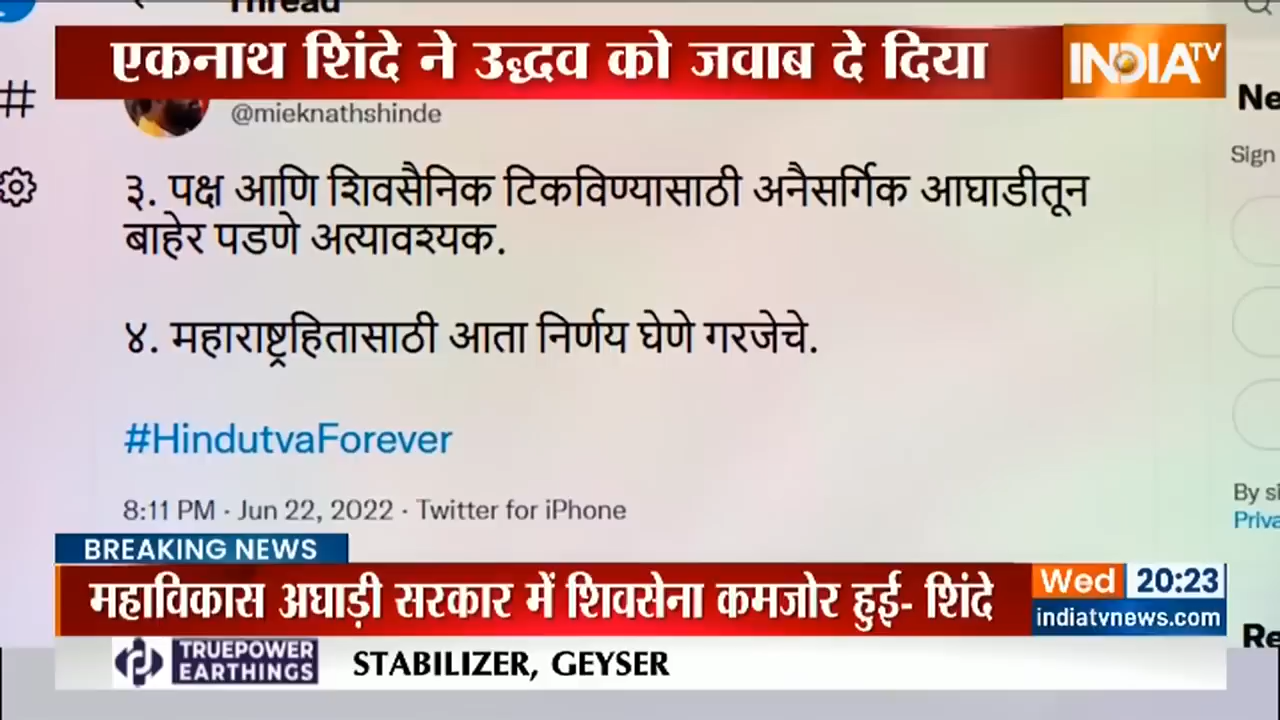 Thread
एकनाथ शिंदे ने उद्धव को जवाब दे दिया
INDIA TV
#
@mieknathshinde
Ne
Sign
३. पक्ष आणि शिवसैनिक टिकविण्यासाठी अनैसर्गिक आघाडीतून
बाहेर पडणे अत्यावश्यक.
४. महाराष्ट्रहितासाठी आता निर्णय घेणे गरजेचे.
#HindutvaForever
8:11 PM · Jun 22, 2022 · Twitter for iPhone
By si
Priva
BREAKING NEWS
महाविकास अघाड़ी सरकार में शिवसेना कमजोर हुई- शिंदे
Wed 20:23
indiatvnews.com
Re
TRUEPOWER
EARTHINGS
STABILIZER, GEYSER